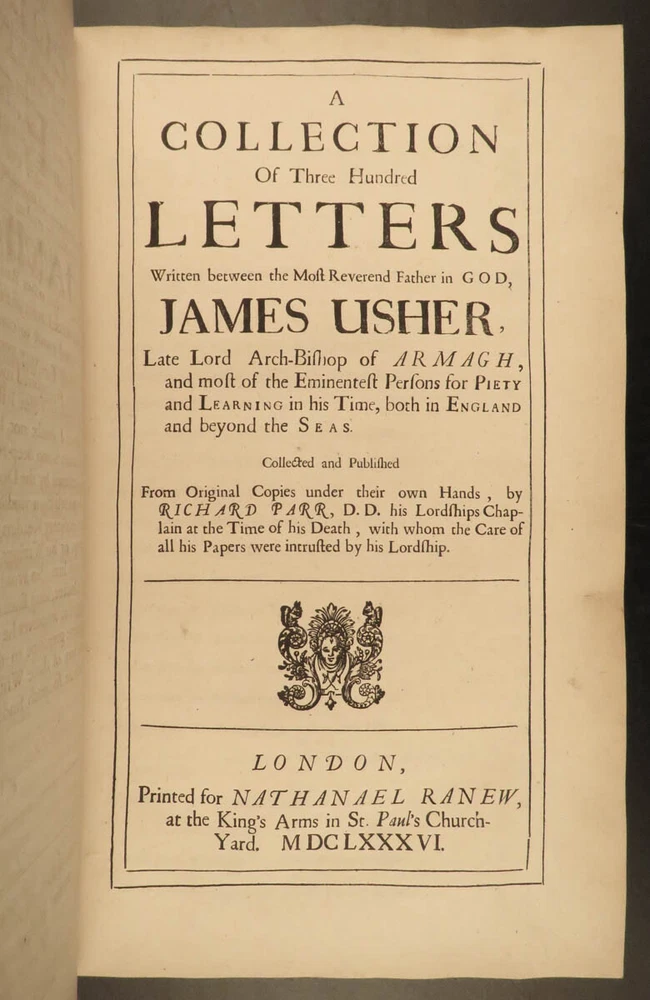 A
COLLECTION
Of Three Hundred
LETTERS
Written between the Moſt Reverend Father in GOD,
JAMES USHER,
Late Lord Arch-Biſhop of ARMAGH,
and moſt of the Eminenteſt Perſons for PIETY
and LEARNING in his Time, both in ENGLAND
and beyond the SEAS.
Collected and Publiſhed
From Original Copies under their own Hands, by
RICHARD PARR, D. D. his Lordſhips Chap-
lain at the Time of his Death, with whom the Care of
all his Papers were intruſted by his Lordſhip.
LONDON,
Printed for NATHANAEL RANEW,
at the King's Arms in St. Paul's Church-
Yard. MDCLXXXVI.